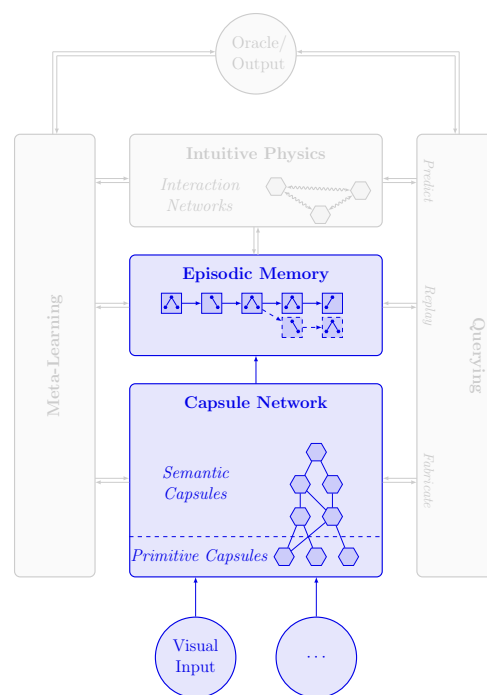 Oracle/
Output
Intuitive Physics
Interaction
Networks
Predict
Episodic Memory
Replay
Meta-Learning
Querying
Capsule Network
Semantic
Capsules
Fabricate
Primitive Capsules
Visual
Input
...